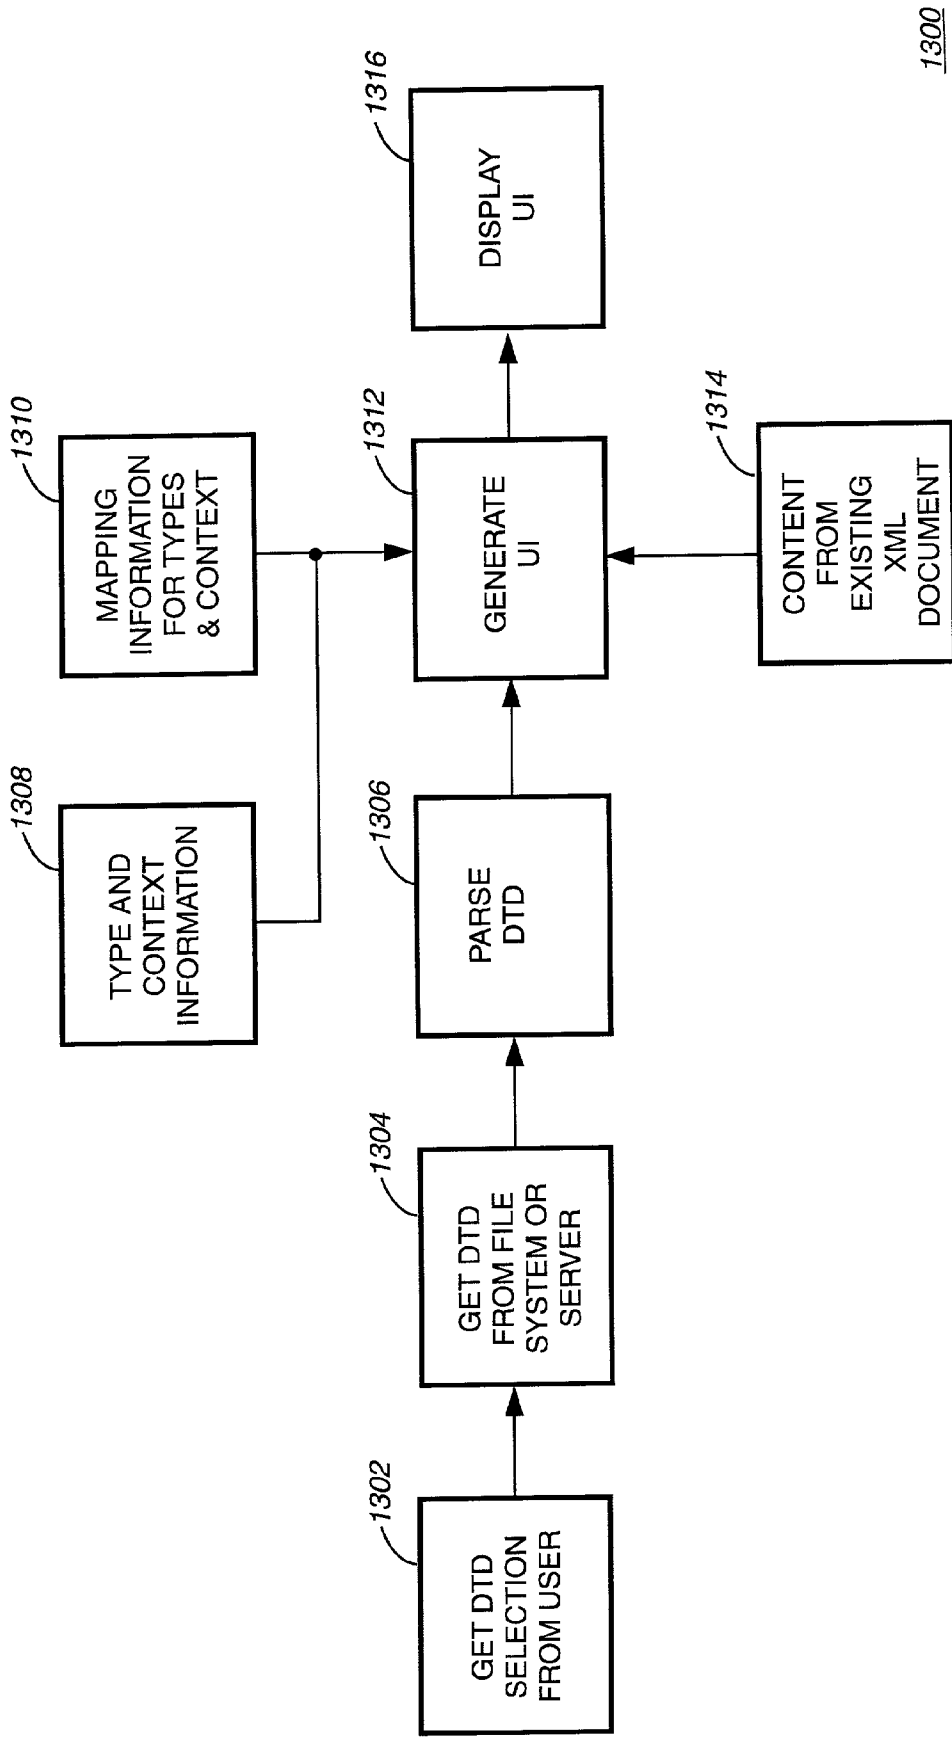 1308
TYPE AND
CONTEXT
INFORMATION
1310
MAPPING
INFORMATION
FOR TYPES
& CONTEXT
1302
GET DTD
SELECTION
FROM USER
1304
GET DTD
FROM FILE
SYSTEM OR
SERVER
1306
PARSE
DTD
1312
GENERATE
UI
1316
DISPLAY
UI
1314
CONTENT
FROM
EXISTING
XML
DOCUMENT
1300